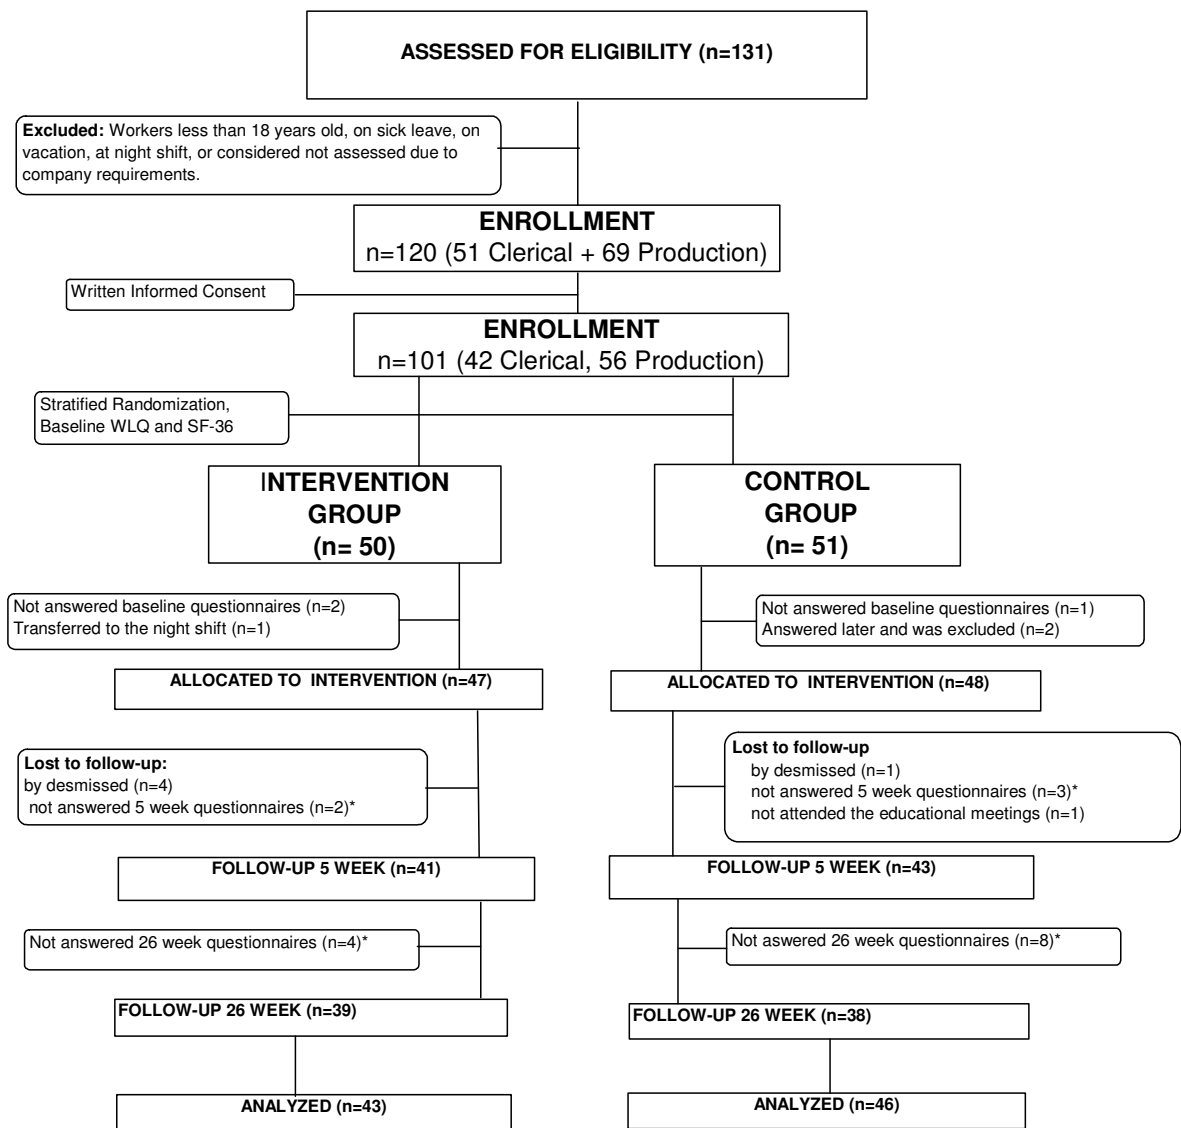 ASSESSED FOR ELIGIBILITY (n=131)
Excluded: Workers less than 18 years old, on sick leave, on
vacation, at night shift, or considered not assessed due to
company requirements.
ENROLLMENT
n=120 (51 Clerical + 69 Production)
Written Informed Consent
ENROLLMENT
n=101 (42 Clerical, 56 Production)
Stratified Randomization,
Baseline WLQ and SF-36
INTERVENTION
GROUP
(n= 50)
CONTROL
GROUP
(n= 51)
Not answered baseline questionnaires (n=2)
Transferred to the night shift (n=1)
Not answered baseline questionnaires (n=1)
Answered later and was excluded (n=2)
ALLOCATED TO INTERVENTION (n=47)
ALLOCATED TO INTERVENTION (n=48)
Lost to follow-up:
by desmissed (n=4)
not answered 5 week questionnaires (n=2)*
Lost to follow-up
by desmissed (n=1)
not answered 5 week questionnaires (n=3)*
not attended the educational meetings (n=1)
FOLLOW-UP 5 WEEK (n=41)
FOLLOW-UP 5 WEEK (n=43)
Not answered 26 week questionnaires (n=4)*
Not aswered 26 week questionnaires (n=8)*
FOLLOW-UP 26 WEEK (n=39)
FOLLOW-UP 26 WEEK (n=38)
ANALYZED (n=43)
ANALYZED (n=46)